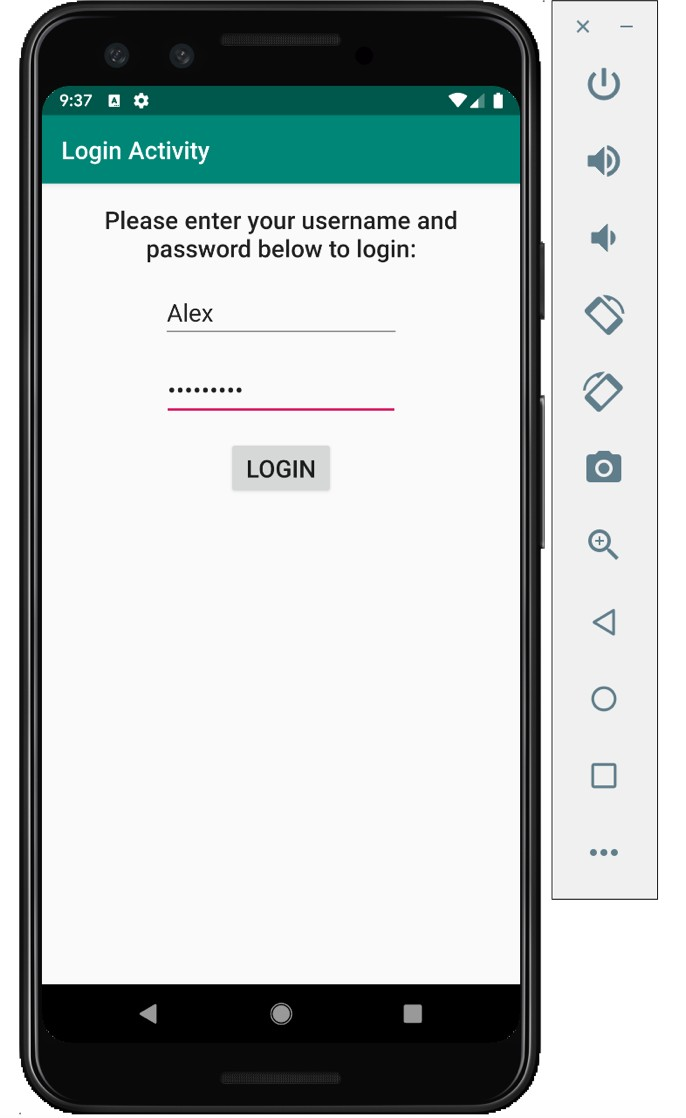 9:37
Login Activity
Please enter your username and
password below to login:
Alex
•••••••••
LOGIN